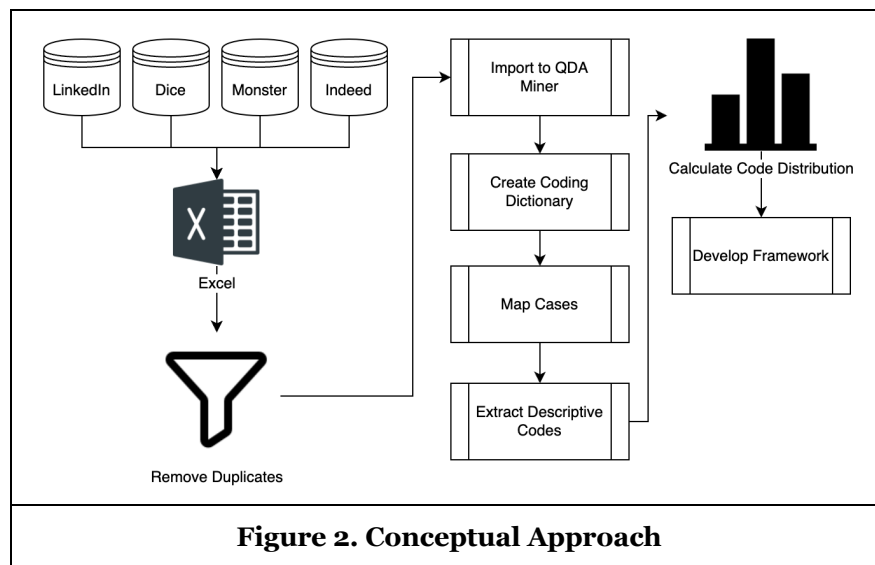 LinkedIn
Dice
Monster
Indeed
X
Excel
Remove Duplicates
Import to QDA
Miner
Create Coding
Dictionary
Map Cases
Extract Descriptive
Codes
Calculate Code Distribution
Develop Framework
Figure 2. Conceptual Approach